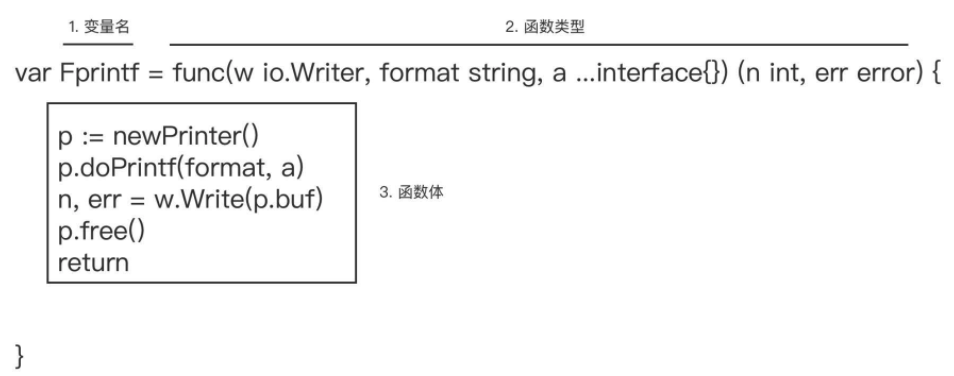 1. 变量名
2. 函数类型
var Fprintf = func(w io.Writer, format string, a ...interface{}) (n int, err error) {
p := newPrinter()
p.doPrintf(format, a)
n, err = w.Write(p.buf)
3. 函数体
p.free()
return
}